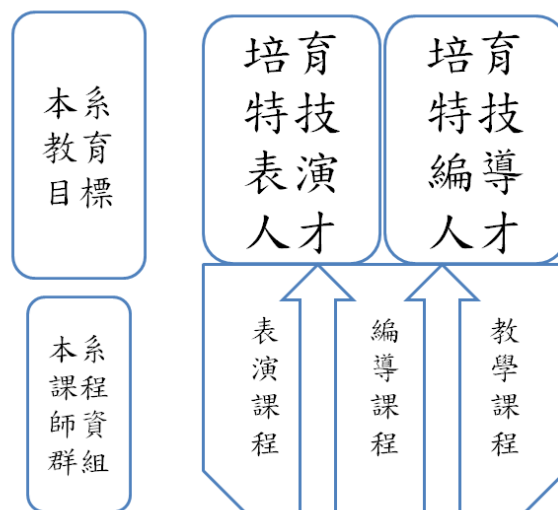 本系
教育
目標
培育
特技
表演
人才
培育
特技
編導
人才
本系
課程
師資
群組
表演課程
編導課程
教學課程